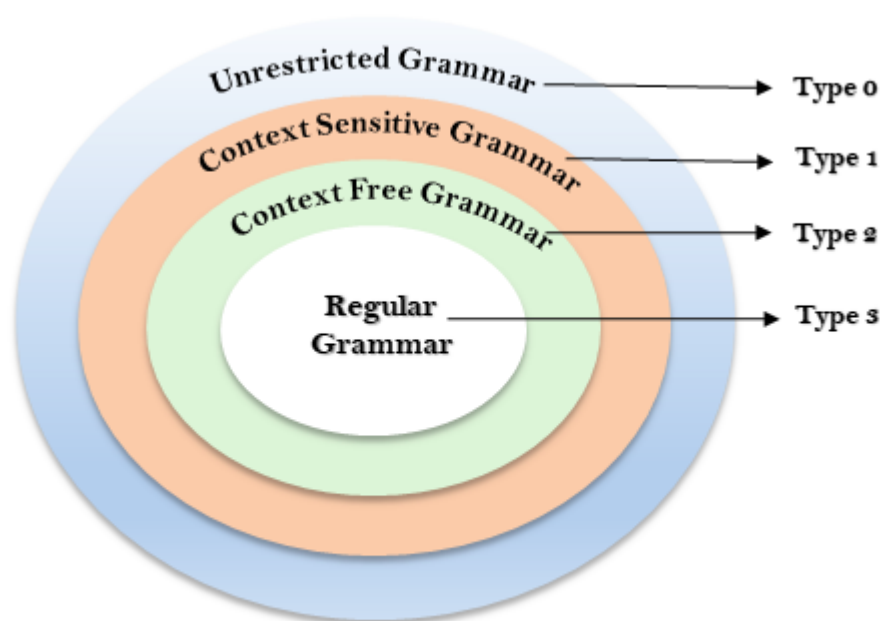 Unrestricted Grammar
Type 0
Context Sensitive Grammar
Type 1
Context Free Grammar
Type 2
Regular
Grammar
Type 3